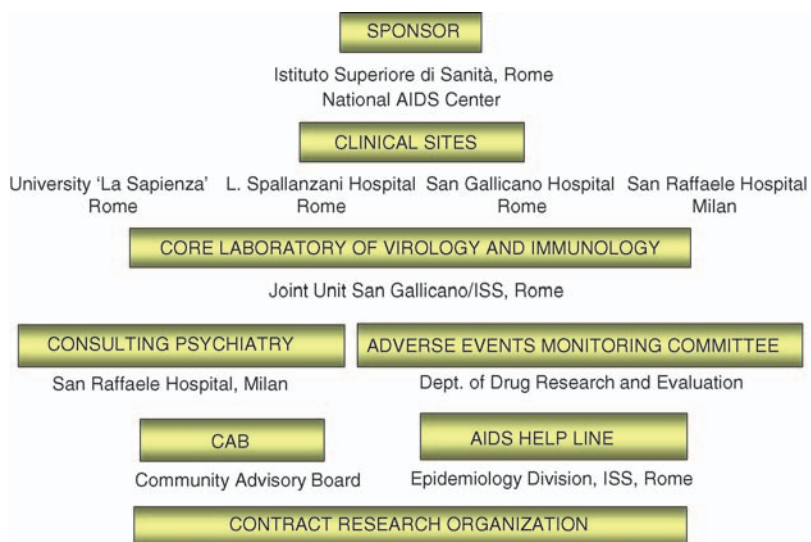 SPONSOR
Istituto Superiore di Sanità, Rome
National AIDS Center
CLINICAL SITES
University ‘La Sapienza’ L. Spallanzani Hospital San Gallicano Hospital San Raffaele Hospital
Rome Rome Rome Milan
CORE LABORATORY OF VIROLOGY AND IMMUNOLOGY
Joint Unit San Gallicano/ISS, Rome
CONSULTING PSYCHIATRY ADVERSE EVENTS MONITORING COMMITTEE
San Raffaele Hospital, Milan Dept. of Drug Research and Evaluation
CAB AIDS HELP LINE
Community Advisory Board Epidemiology Division, ISS, Rome
CONTRACT RESEARCH ORGANIZATION